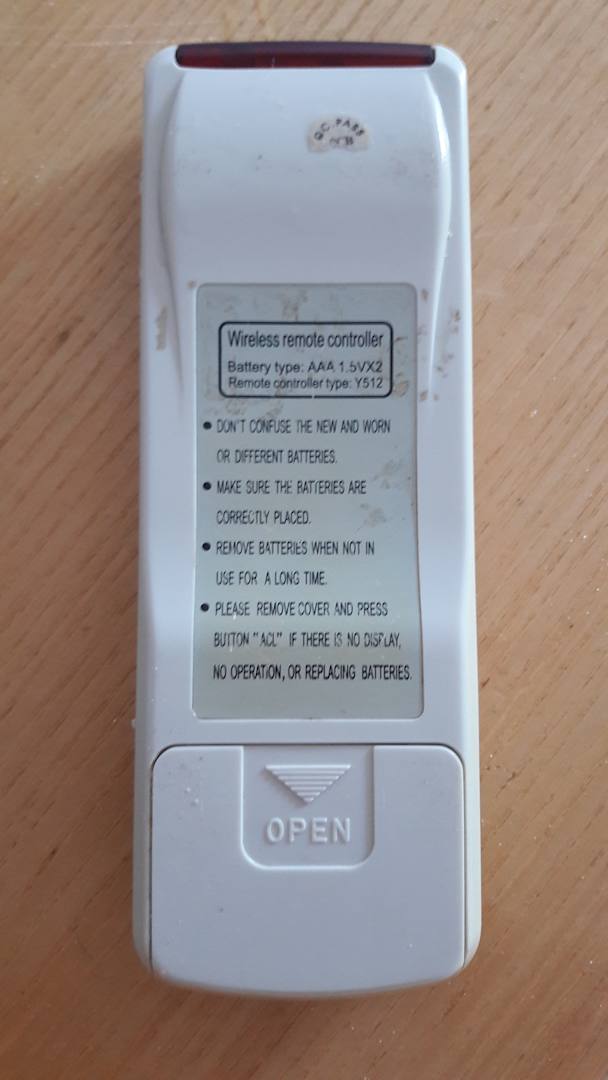 QC.PASS
Wireless remote controller
Battery type: AAA 1.5VX2
Remote controller type: Y512
● DON'T CONFUSE THE NEW AND WORN
OR DIFFERENT BATTERIES.
● MAKE SURE THE BATTERIES ARE
CORRECTLY PLACED.
● REMOVE BATTERIES WHEN NOT IN
USE FOR A LONG TIME.
● PLEASE REMOVE COVER AND PRESS
BUTTON "ACL" IF THERE IS NO DISPLAY,
NO OPERATION, OR REPLACING BATTERIES.
OPEN